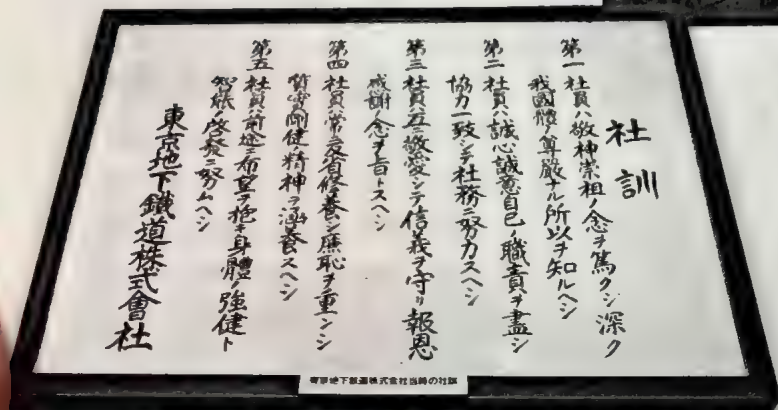 社訓
第一 社員ハ敬神崇祖ノ念ヲ篤クシ深ク
我國體ノ尊厳ナル所以ヲ知ルヘシ
第二 社員ハ誠心誠意自己ノ職責ヲ盡シ
協力一致シテ社務ニ努力スヘシ
第三 社員ハ互ニ敬愛シテ信義ヲ守リ報恩
感謝ノ念ヲ旨トスヘシ
第四 社員ハ常ニ反省修養シ廉恥ヲ重ンシ
質実剛健ノ精神ヲ涵養スヘシ
第五 社員ハ前途ニ希望ヲ抱キ身體ノ強健ト
智能ノ啓發ニ努ムヘシ
東京地下鐵道株式會社
東京地下鉄道株式会社当時の社訓